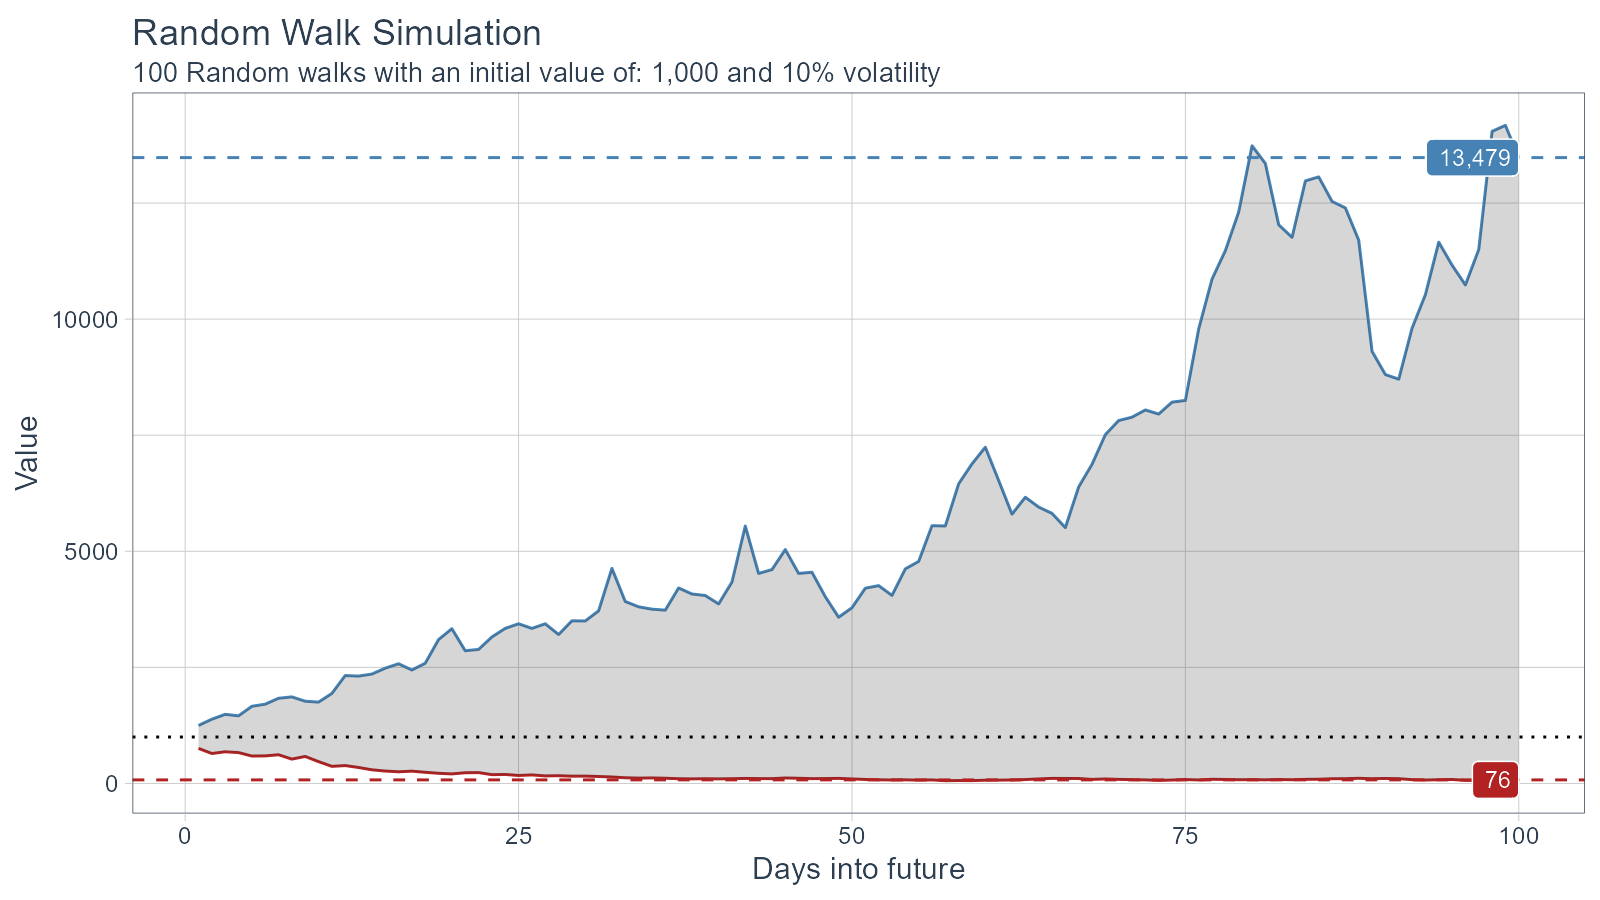 Random Walk Simulation
100 Random walks with an initial value of: 1,000 and 10% volatility
13,479
10000
Value
5000
0
76
0 25 50 75 100
Days into future